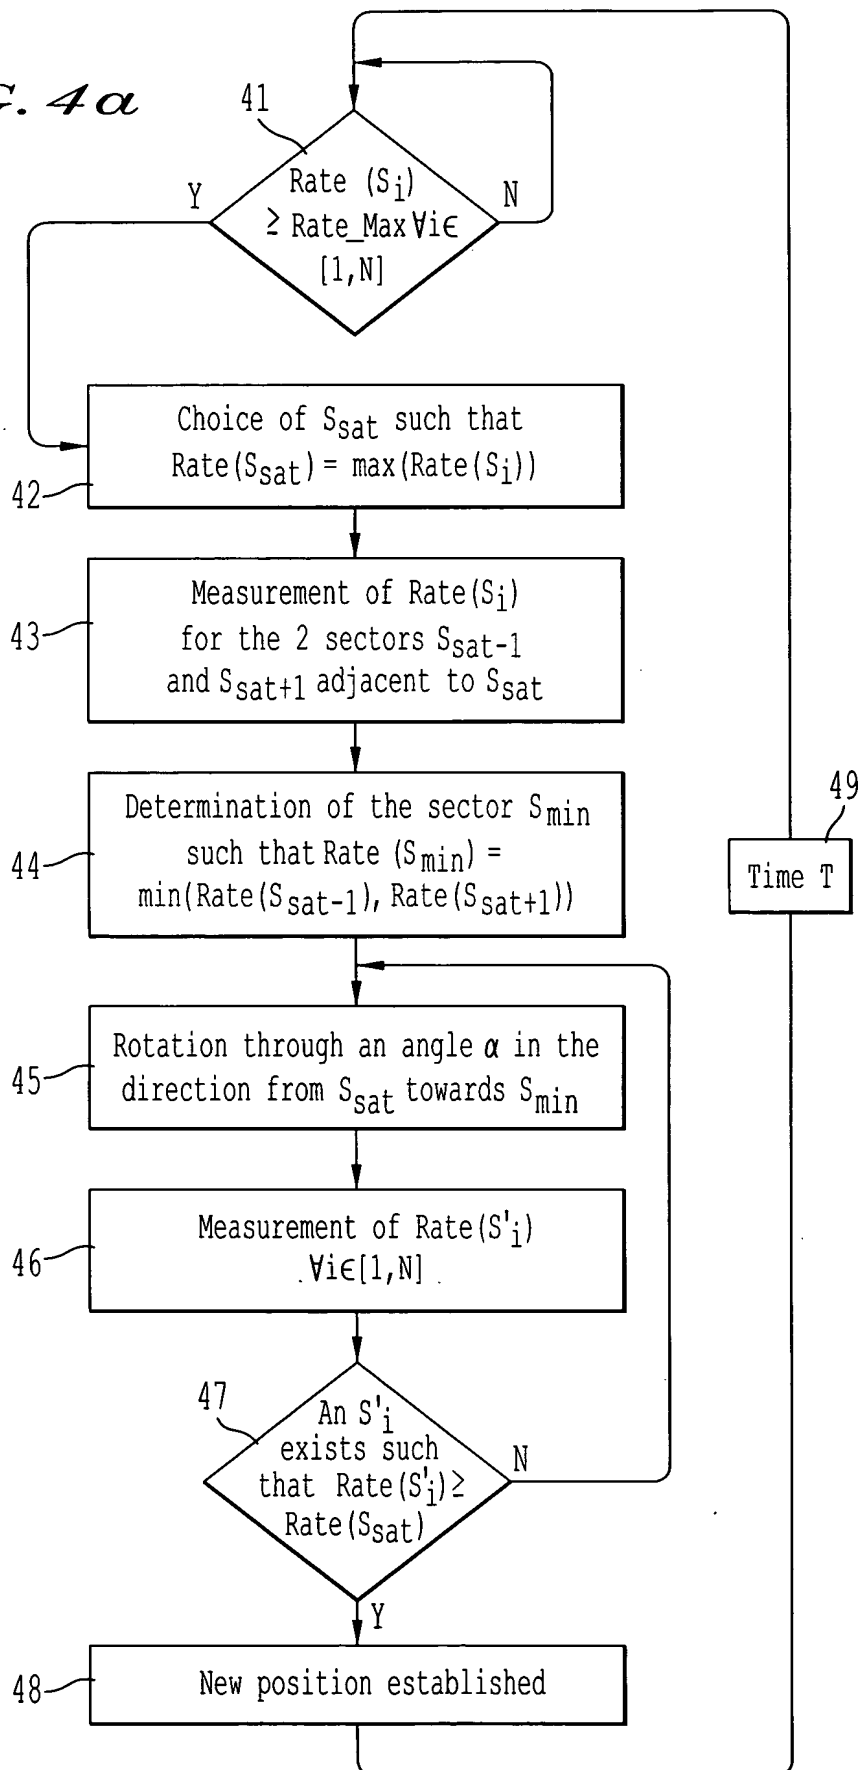 G. 4a
41
Y
N
Rate (Si)
≥ Rate_Max ∀i∈
[1,N]
Choice of Ssat such that
Rate(Ssat) = max(Rate(Si))
42
Measurement of Rate(Si)
for the 2 sectors Ssat-1
and Ssat+1 adjacent to Ssat
43
Determination of the sector Smin
such that Rate (Smin) =
min(Rate(Ssat-1), Rate(Ssat+1))
44
49
Time T
Rotation through an angle α in the
direction from Ssat towards Smin
45
Measurement of Rate(S'i)
∀i∈[1,N]
46
47
An S'i
exists such
that Rate(S'i) ≥
Rate(Ssat)
N
Y
New position established
48